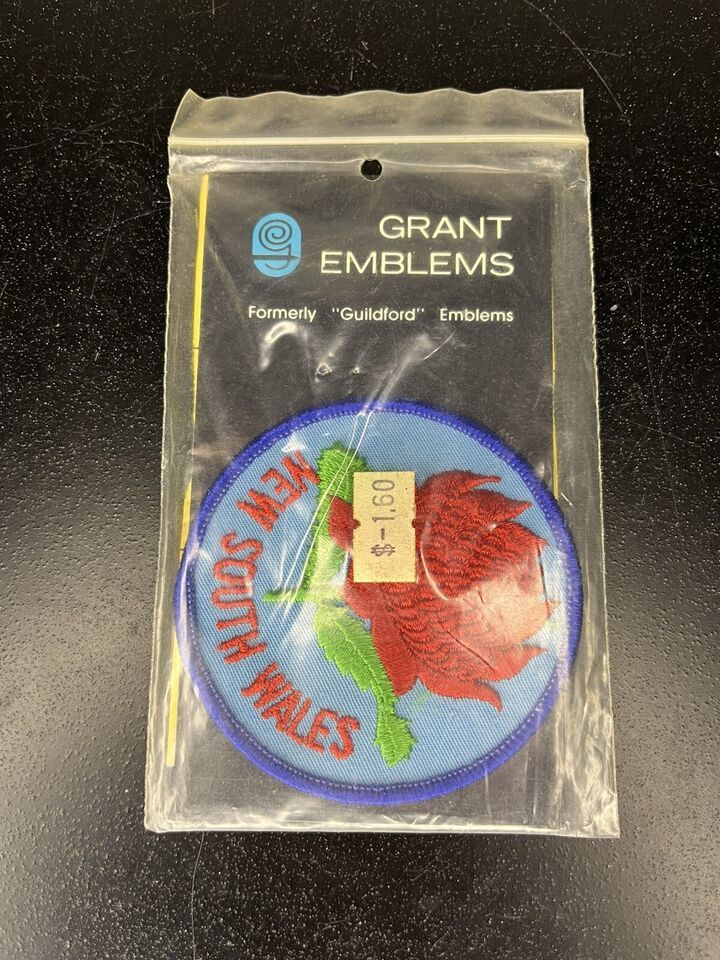 GRANT
EMBLEMS
Formerly "Guildford" Emblems
$-1.60
NEW SOUTH WALES